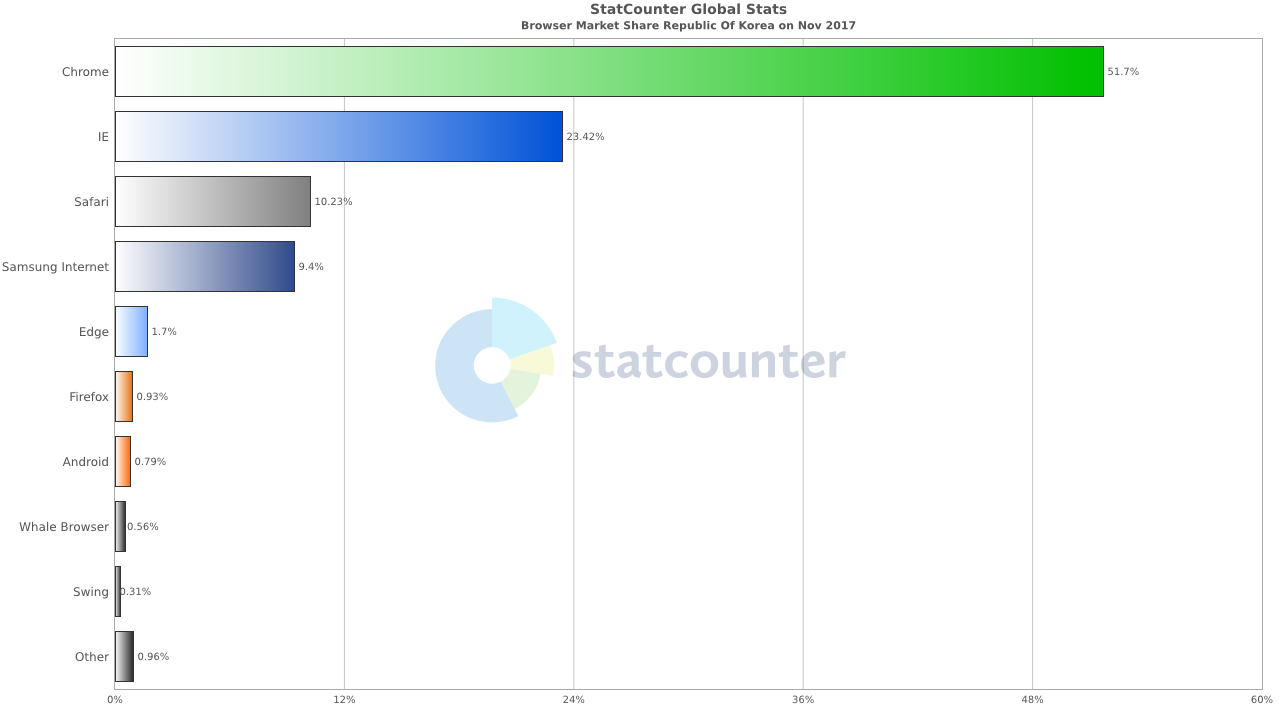 StatCounter Global Stats
Browser Market Share Republic Of Korea on Nov 2017
Chrome 51.7%
IE 23.42%
Safari 10.23%
Samsung Internet 9.4%
Edge 1.7%
statcounter
Firefox 0.93%
Android 0.79%
Whale Browser 0.56%
Swing 0.31%
Other 0.96%
0% 12% 24% 36% 48% 60%